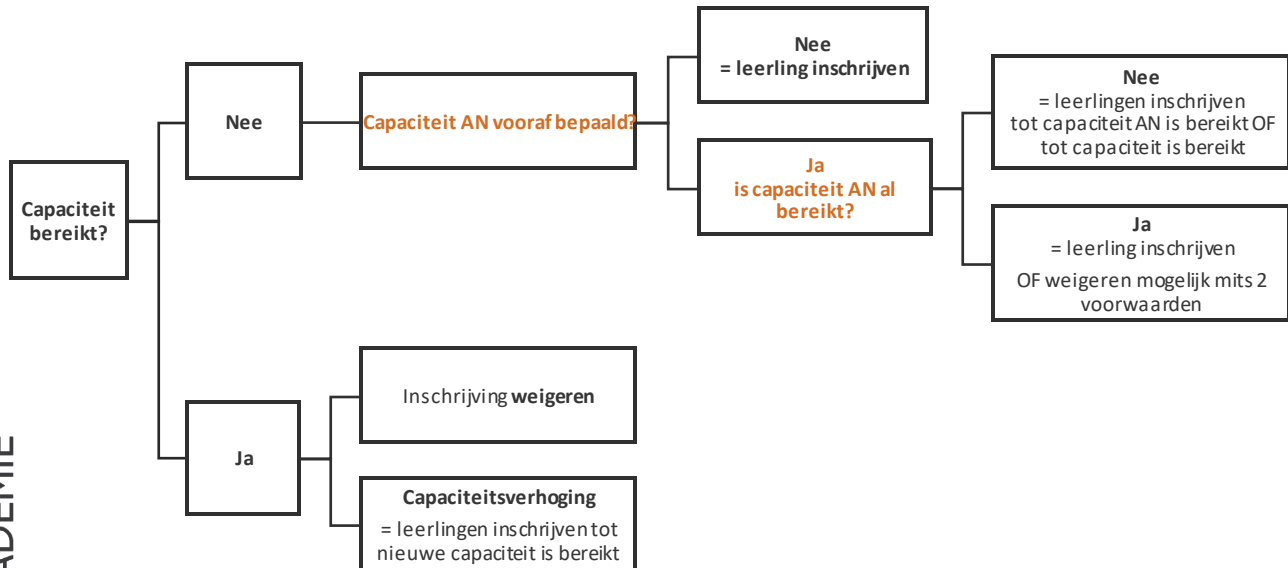 Capaciteit
bereikt?
Nee
Capaciteit AN vooraf bepaald?
Nee
= leerling inschrijven
Ja
is capaciteit AN al
bereikt?
Nee
= leerlingen inschrijven
tot capaciteit AN is bereikt OF
tot capaciteit is bereikt
Ja
= leerling inschrijven
OF weigeren mogelijk mits 2
voorwaarden
Ja
Inschrijving weigeren
Capaciteitsverhoging
= leerlingen inschrijven tot
nieuwe capaciteit is bereikt